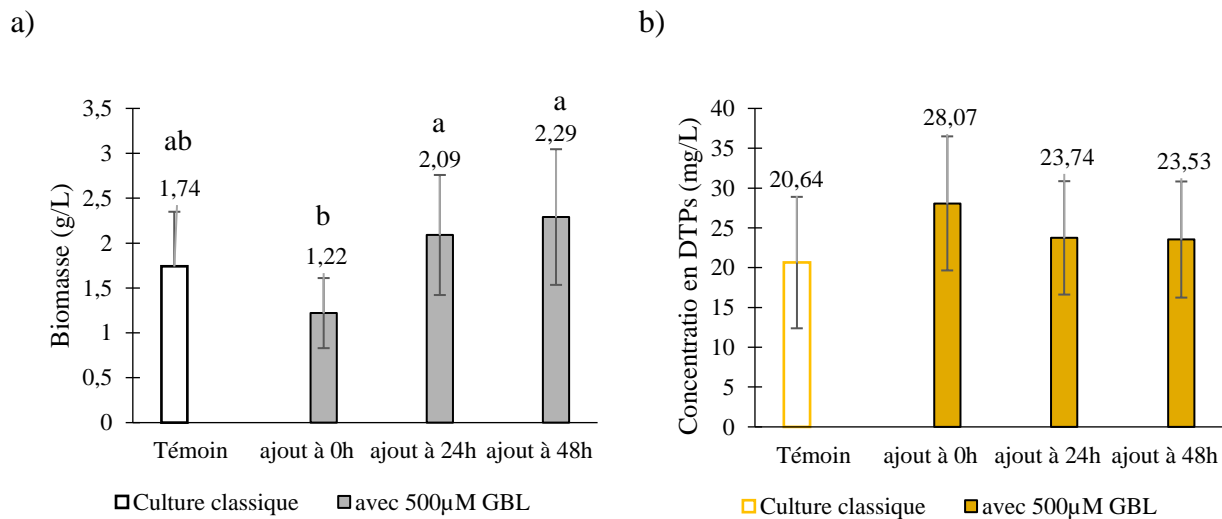 a)
Biomasse (g/L)
3,5
3
2,5
2
1,5
1
0,5
0
ab
1,74
b
1,22
a
2,09
a
2,29
Témoin
ajout à 0h
ajout à 24h
ajout à 48h
Culture classique
avec 500µM GBL
b)
Concentratio en DTPs (mg/L)
40
35
30
25
20
15
10
5
0
20,64
28,07
23,74
23,53
Témoin
ajout à 0h
ajout à 24h
ajout à 48h
Culture classique
avec 500µM GBL